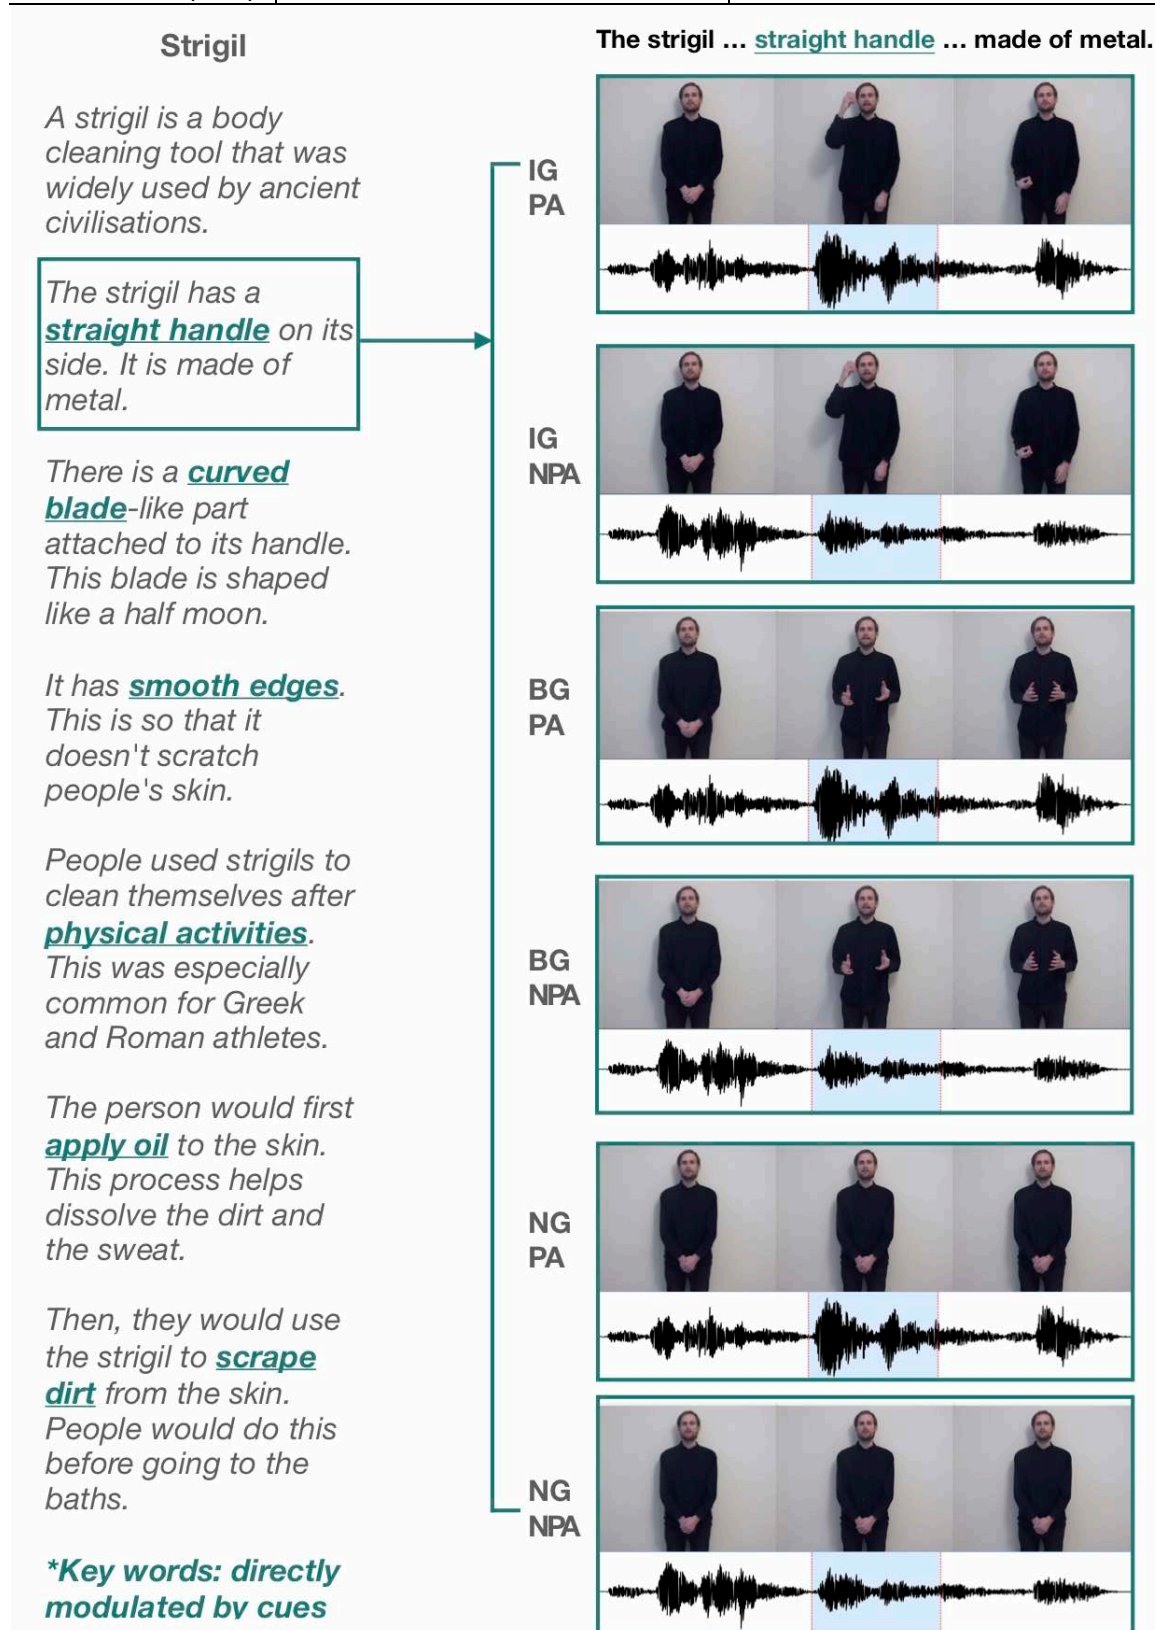 Strigil
A strigil is a body
cleaning tool that was
widely used by ancient
civilisations.
The strigil has a
straight handle on its
side. It is made of
metal.
There is a curved
blade-like part
attached to its handle.
This blade is shaped
like a half moon.
It has smooth edges.
This is so that it
doesn't scratch
people's skin.
People used strigils to
clean themselves after
physical activities.
This was especially
common for Greek
and Roman athletes.
The person would first
apply oil to the skin.
This process helps
dissolve the dirt and
the sweat.
Then, they would use
the strigil to scrape
dirt from the skin.
People would do this
before going to the
baths.
*Key words: directly
modulated by cues
The strigil ... straight handle ... made of metal.
IG
PA
IG
NPA
BG
PA
BG
NPA
NG
PA
NG
NPA